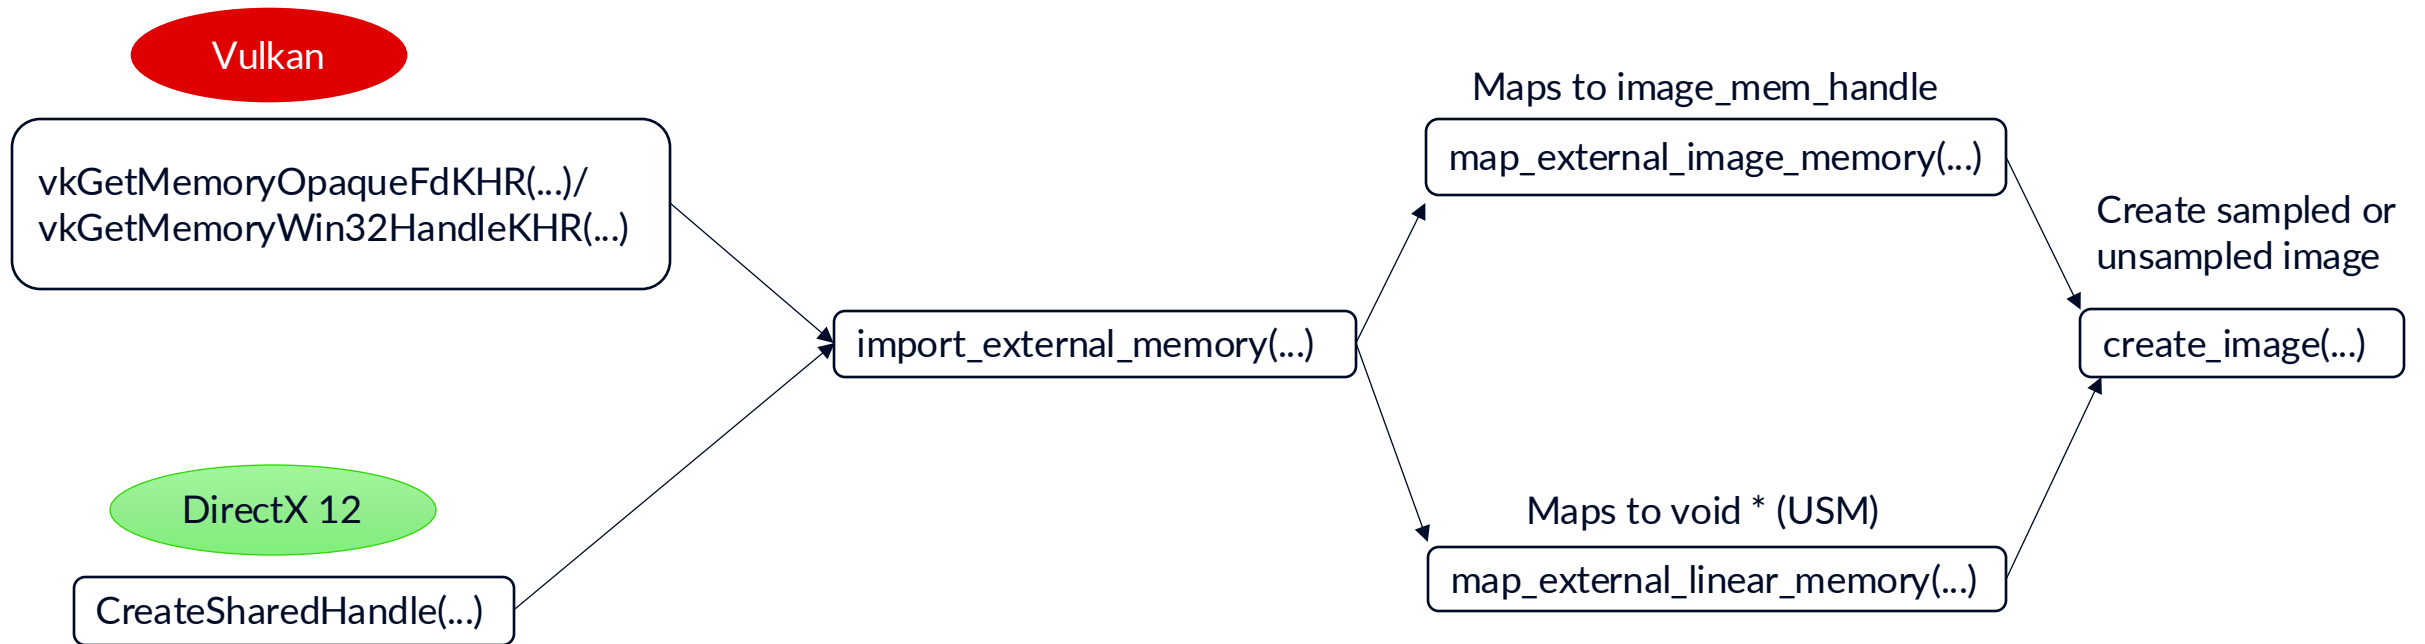 Vulkan
vkGetMemoryOpaqueFdKHR(...)/
vkGetMemoryWin32HandleKHR(...)
DirectX 12
CreateSharedHandle(...)
import_external_memory(...)
Maps to image_mem_handle
map_external_image_memory(...)
Maps to void * (USM)
map_external_linear_memory(...)
Create sampled or
unsampled image
create_image(...)